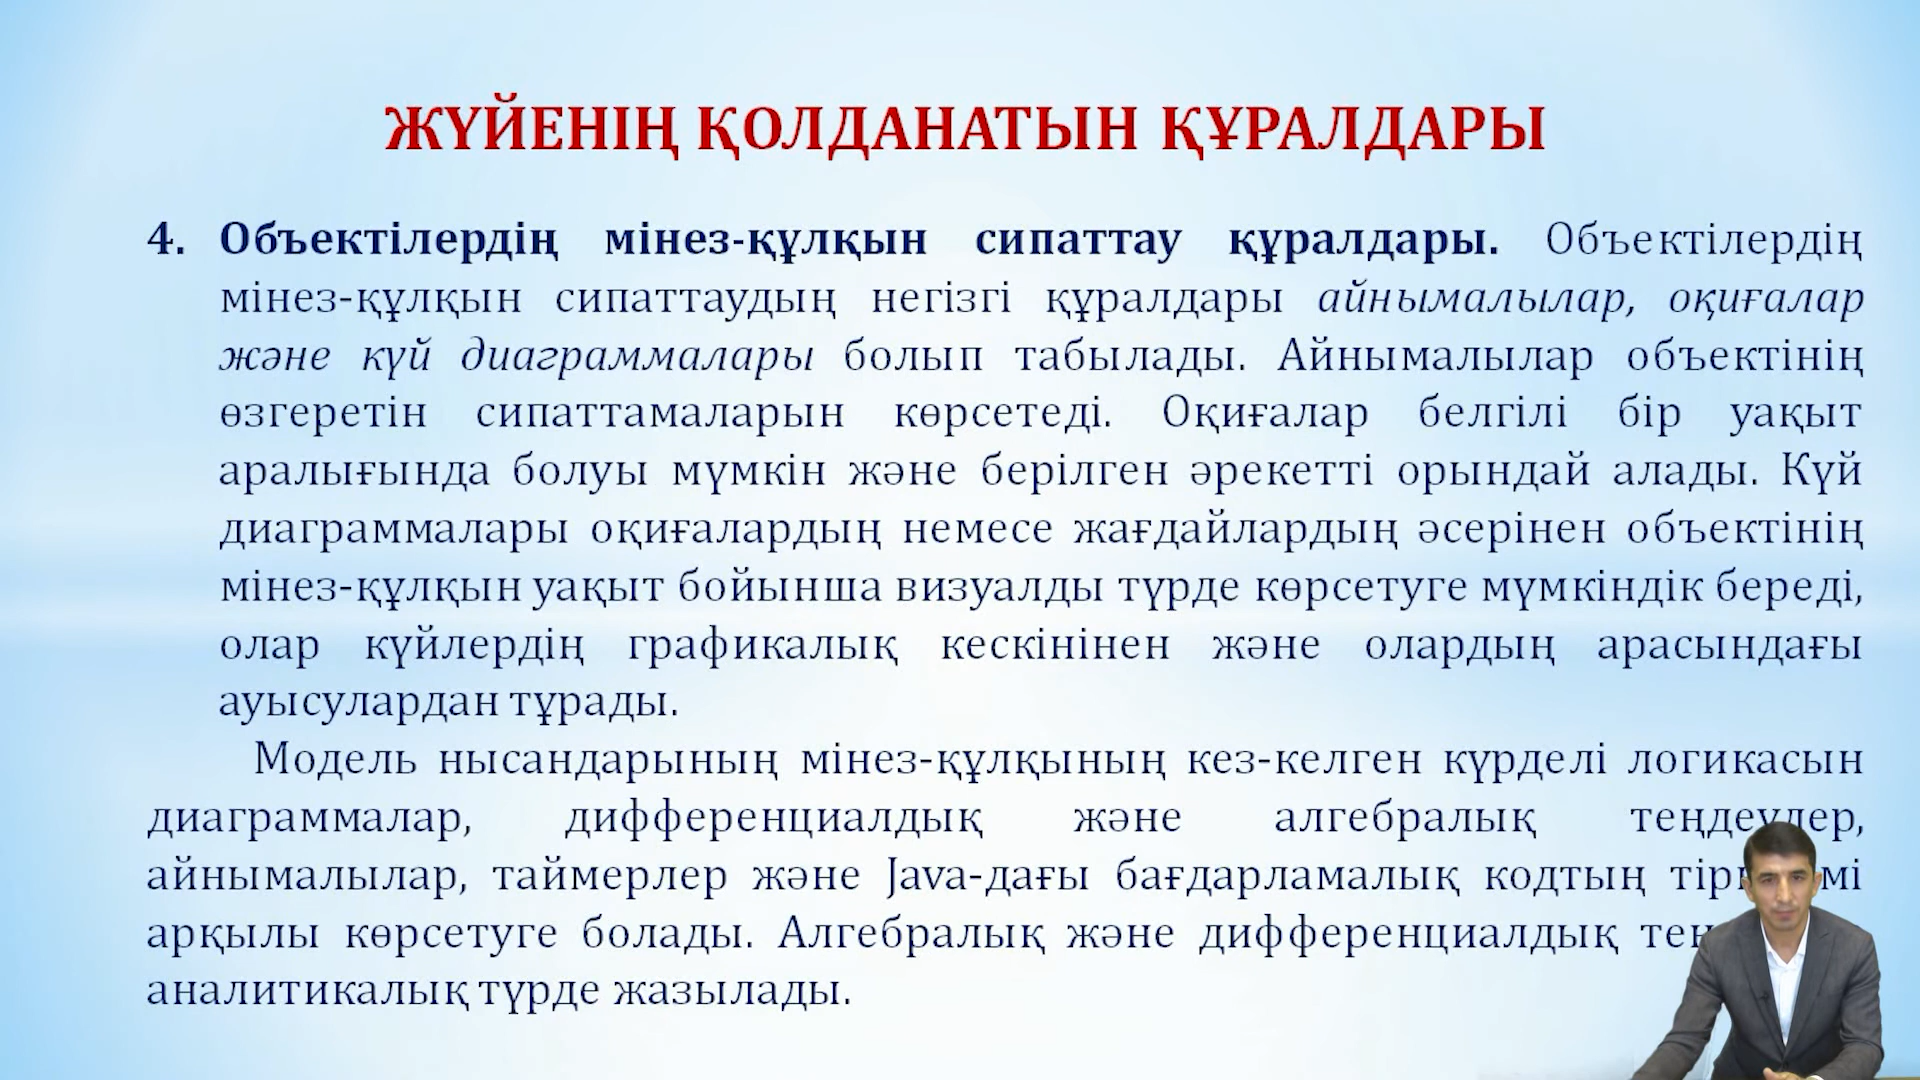 ЖҮЙЕНІҢ ҚОЛДАНАТЫН ҚҰРАЛДАРЫ
4. Объектілердің мінез-құлқын сипаттау құралдары. Объектілердің
мінез-құлқын сипаттаудың негізгі құралдары айнымалылар, оқиғалар
және күй диаграммалары болып табылады. Айнымалылар объектінің
өзгеретін сипаттамаларын көрсетеді. Оқиғалар белгілі бір уақыт
аралығында болуы мүмкін және берілген әрекетті орындай алады. Күй
диаграммалары оқиғалардың немесе жағдайлардың әсерінен объектінің
мінез-құлқын уақыт бойынша визуалды түрде көрсетуге мүмкіндік береді,
олар күйлердің графикалық кескінінен және олардың арасындағы
ауысулардан тұрады.
Модель нысандарының мінез-құлқының кез-келген күрделі логикасын
диаграммалар, дифференциалдық және алгебралық теңдеулер,
айнымалылар, таймерлер және Java-дағы бағдарламалық кодтың
арқылы көрсетуге болады. Алгебралық және дифференциалдық
аналитикалық түрде жазылады.